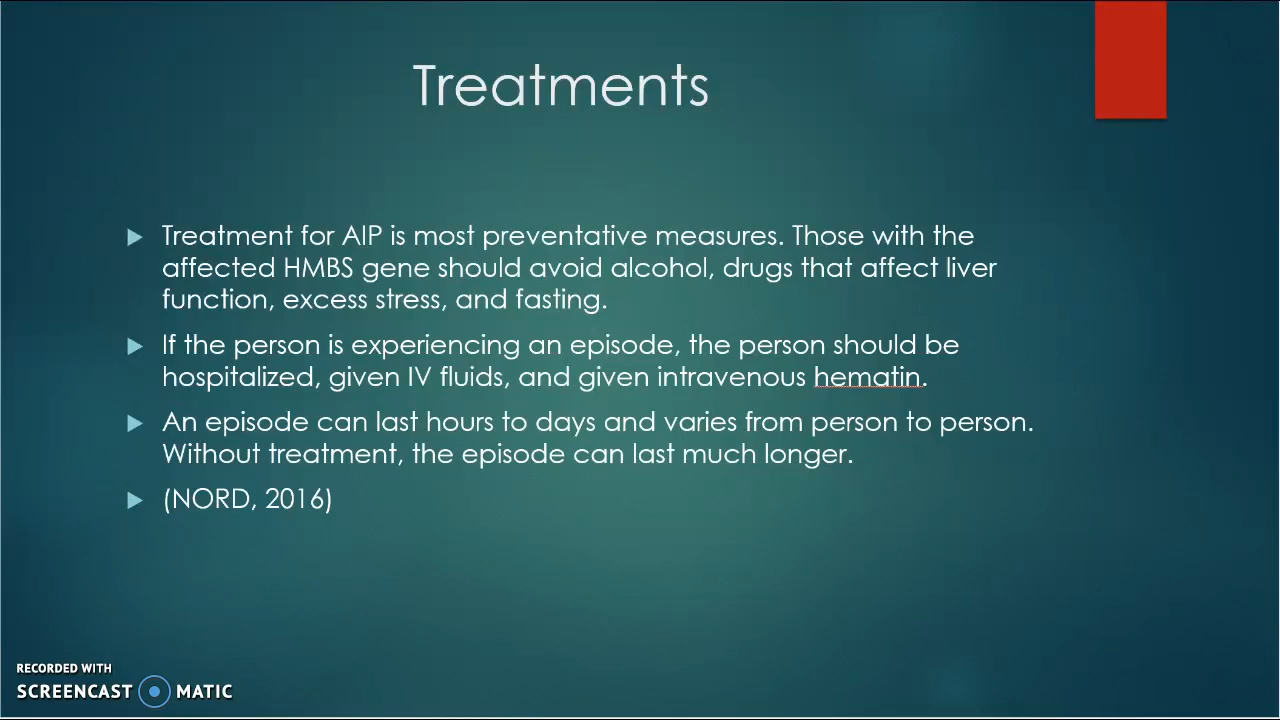 Treatments
Treatment for AIP is most preventative measures. Those with the
affected HMBS gene should avoid alcohol, drugs that affect liver
function, excess stress, and fasting.
If the person is experiencing an episode, the person should be
hospitalized, given IV fluids, and given intravenous hematin.
An episode can last hours to days and varies from person to person.
Without treatment, the episode can last much longer.
(NORD, 2016)
RECORDED WITH
SCREENCAST MATIC